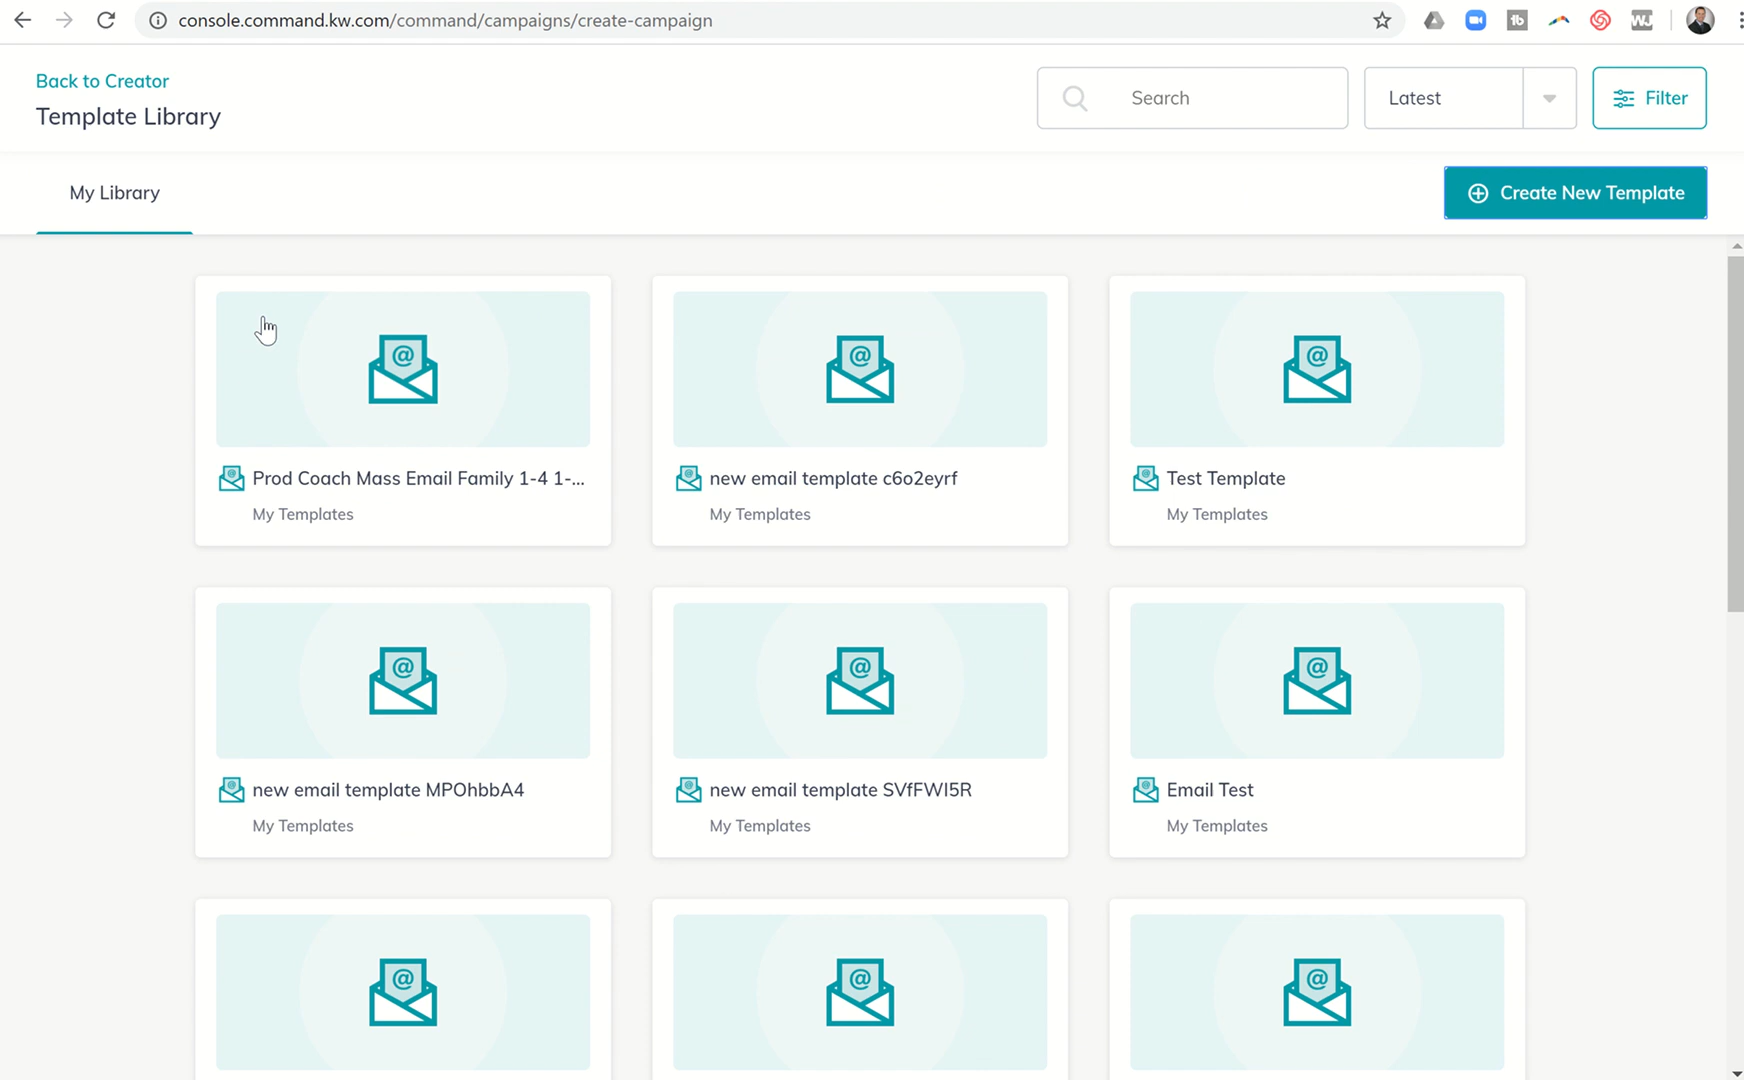 console.command.kw.com/command/campaigns/create-campaign
Back to Creator
Template Library
Search
Latest
Filter
My Library
Create New Template
Prod Coach Mass Email Family 1-4 1-...
My Templates
new email template c6o2eyrf
My Templates
Test Template
My Templates
new email template MPOhbbA4
My Templates
new email template SVfFWI5R
My Templates
Email Test
My Templates